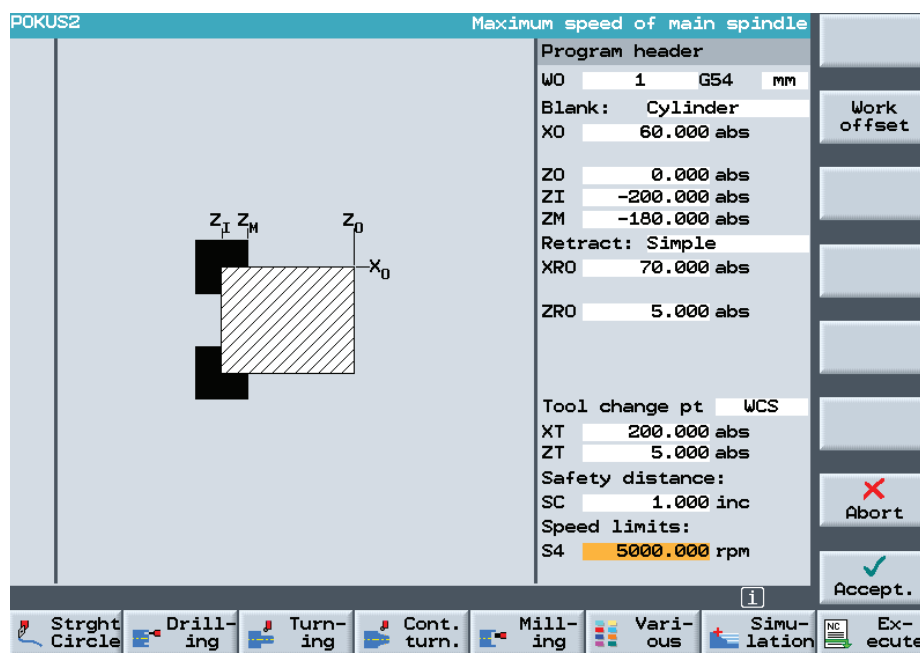 POKUS2 Maximum speed of main spindle
Program header
WO 1 G54 mm
Blank: Cylinder
XO 60.000 abs
ZO 0.000 abs
ZI -200.000 abs
ZM -180.000 abs
Retract: Simple
XRO 70.000 abs
ZRO 5.000 abs
Tool change pt WCS
XT 200.000 abs
ZT 5.000 abs
Safety distance:
SC 1.000 inc
Speed limits:
S4 5000.000 rpm
ZI ZM ZO
XO
Work
offset
Abort
Accept.
i
Strght
Circle
Drill-
ing
Turn-
ing
Cont.
turn.
Mill-
ing
Vari-
ous
Simu-
lation
NC
Ex-
ecute